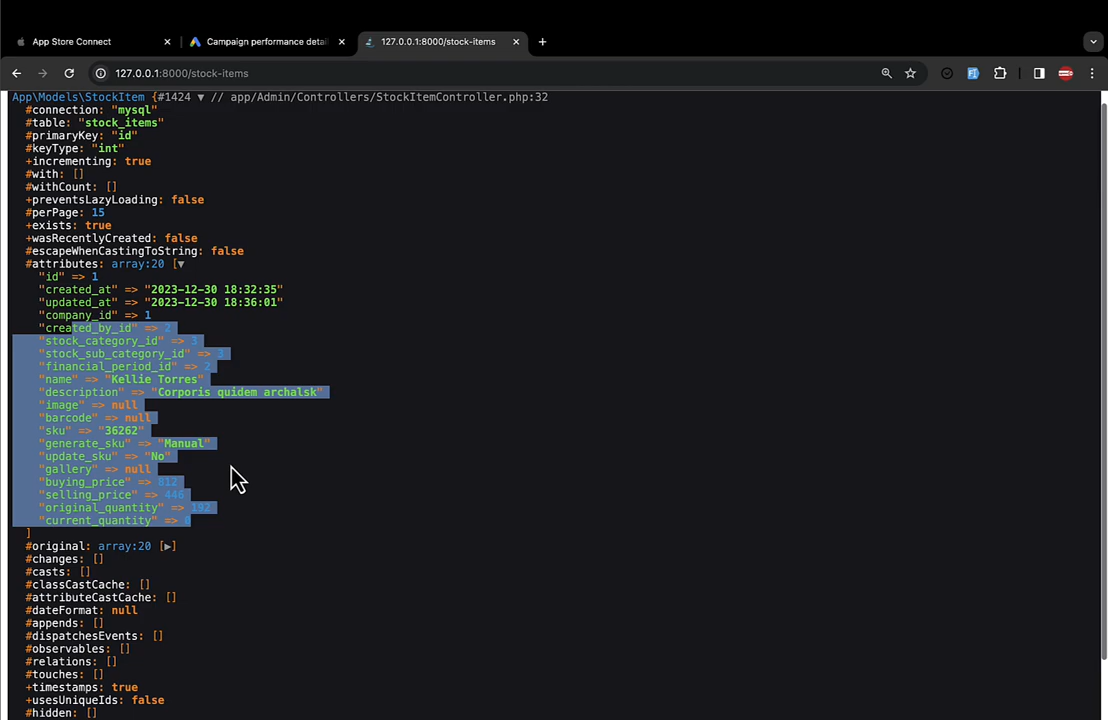 App Store Connect
Campaign performance detai
127.0.0.1:8000/stock-items
127.0.0.1:8000/stock-items
App\Models\StockItem {#1424 ▼ // app/Admin/Controllers/StockItemController.php:32
#connection: "mysql"
#table: "stock_items"
#primaryKey: "id"
#keyType: "int"
+incrementing: true
#with: []
#withCount: []
+preventsLazyLoading: false
#perPage: 15
+exists: true
+wasRecentlyCreated: false
#escapeWhenCastingToString: false
#attributes: array:20 [▼
"id" => 1
"created_at" => "2023-12-30 18:32:35"
"updated_at" => "2023-12-30 18:36:01"
"company_id" => 1
"created_by_id" => 2
"stock_category_id" => 3
"stock_sub_category_id" => 3
"financial_period_id" => 2
"name" => "Kellie Torres"
"description" => "Corporis quidem archalsk"
"image" => null
"barcode" => null
"sku" => "36262"
"generate_sku" => "Manual"
"update_sku" => "No"
"gallery" => null
"buying_price" => 812
"selling_price" => 446
"original_quantity" => 192
"current_quantity" => 0
]
#original: array:20 [▶]
#changes: []
#casts: []
#classCastCache: []
#attributeCastCache: []
#dateFormat: null
#appends: []
#dispatchesEvents: []
#observables: []
#relations: []
#touches: []
+timestamps: true
+usesUniqueIds: false
#hidden: []